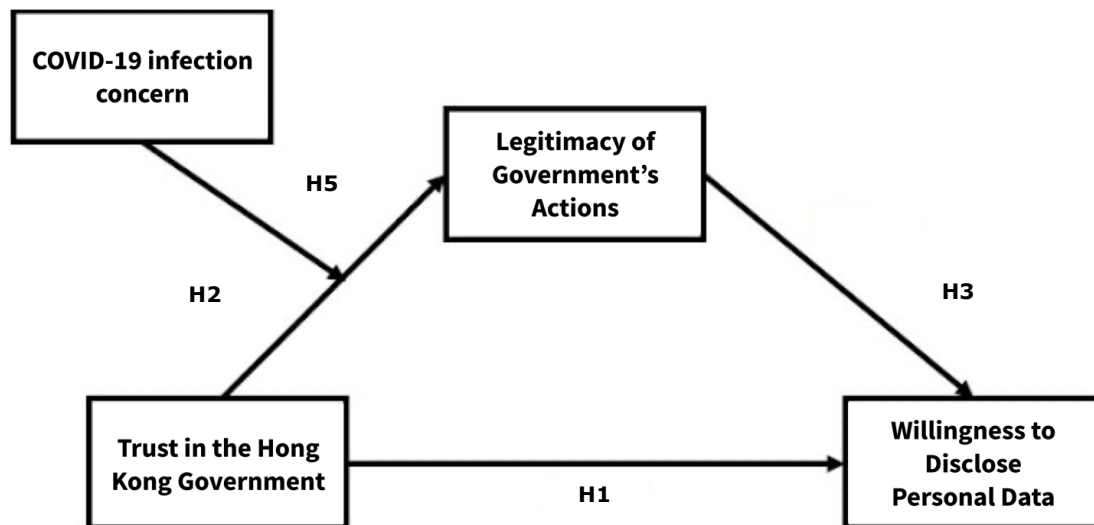 COVID-19 infection
concern
Legitimacy of
Government’s
Actions
H5
H2
H3
Trust in the Hong
Kong Government
H1
Willingness to
Disclose
Personal Data